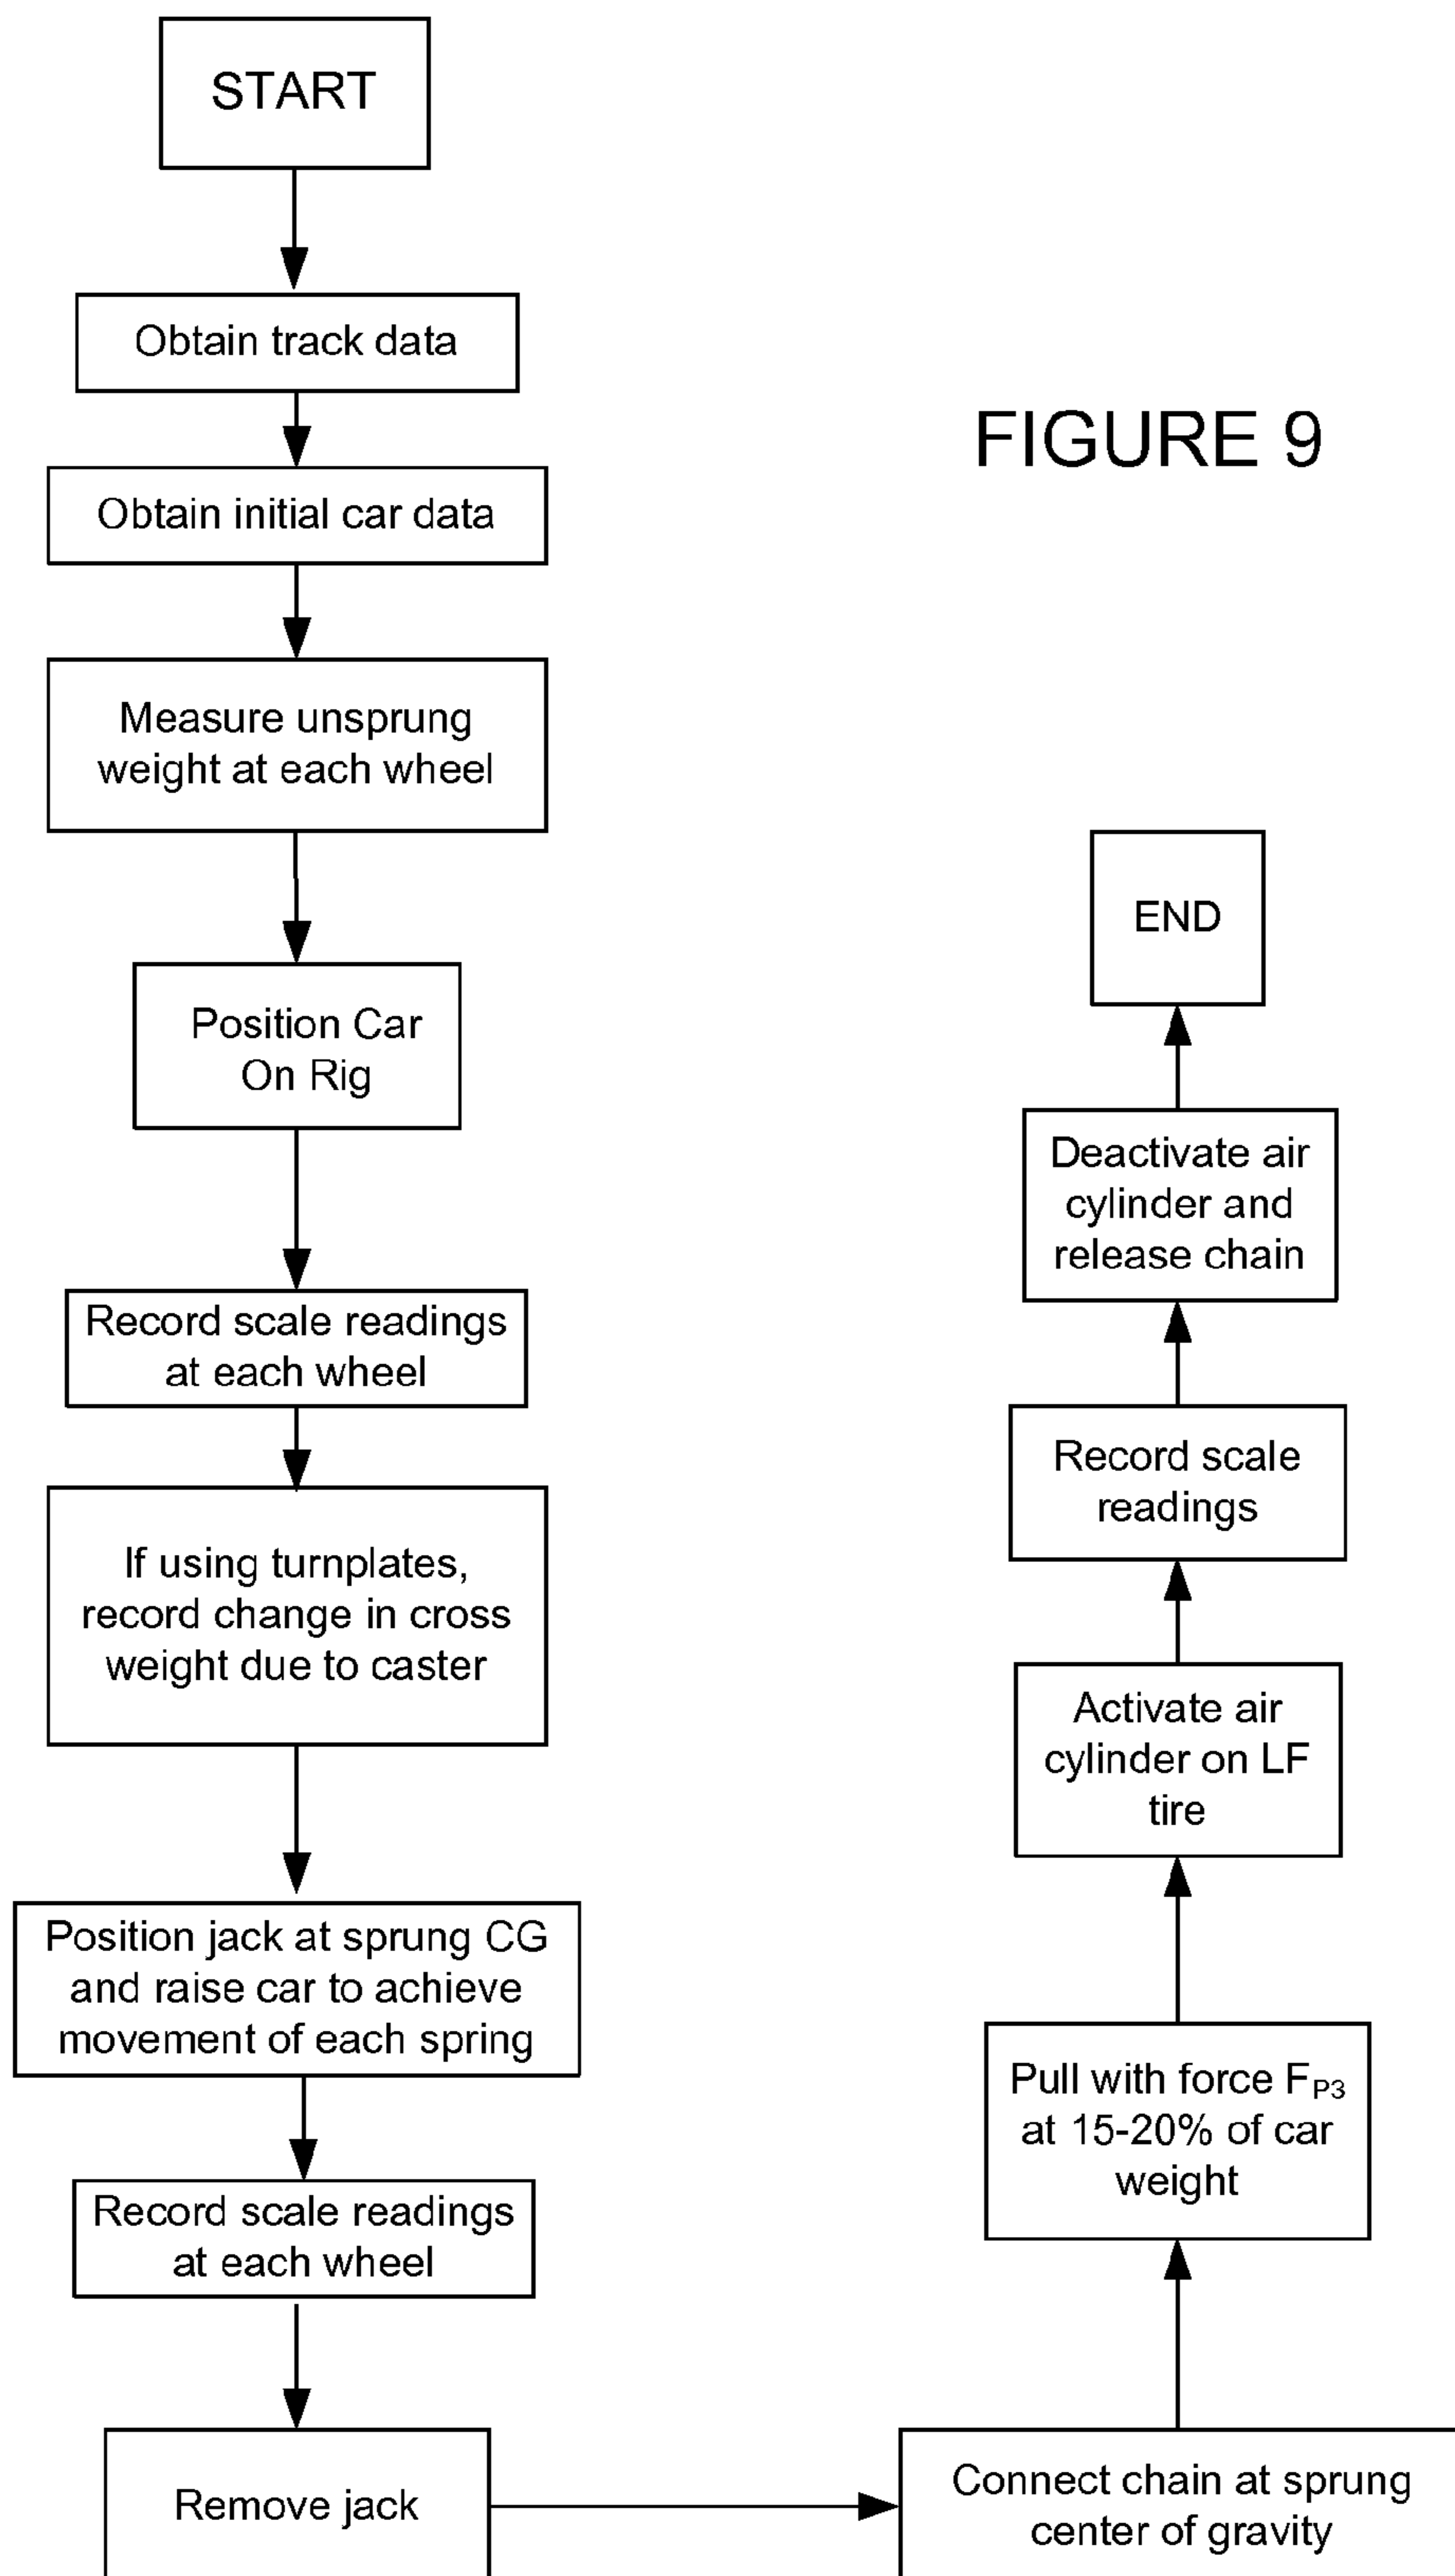 START
Obtain track data
FIGURE 9
Obtain initial car data
Measure unsprung
weight at each wheel
Position Car
On Rig
Record scale readings
at each wheel
If using turnplates,
record change in cross
weight due to caster
Position jack at sprung CG
and raise car to achieve
movement of each spring
Record scale readings
at each wheel
Remove jack
Connect chain at sprung
center of gravity
Pull with force FP3
at 15-20% of car
weight
Activate air
cylinder on LF
tire
Record scale
readings
Deactivate air
cylinder and
release chain
END